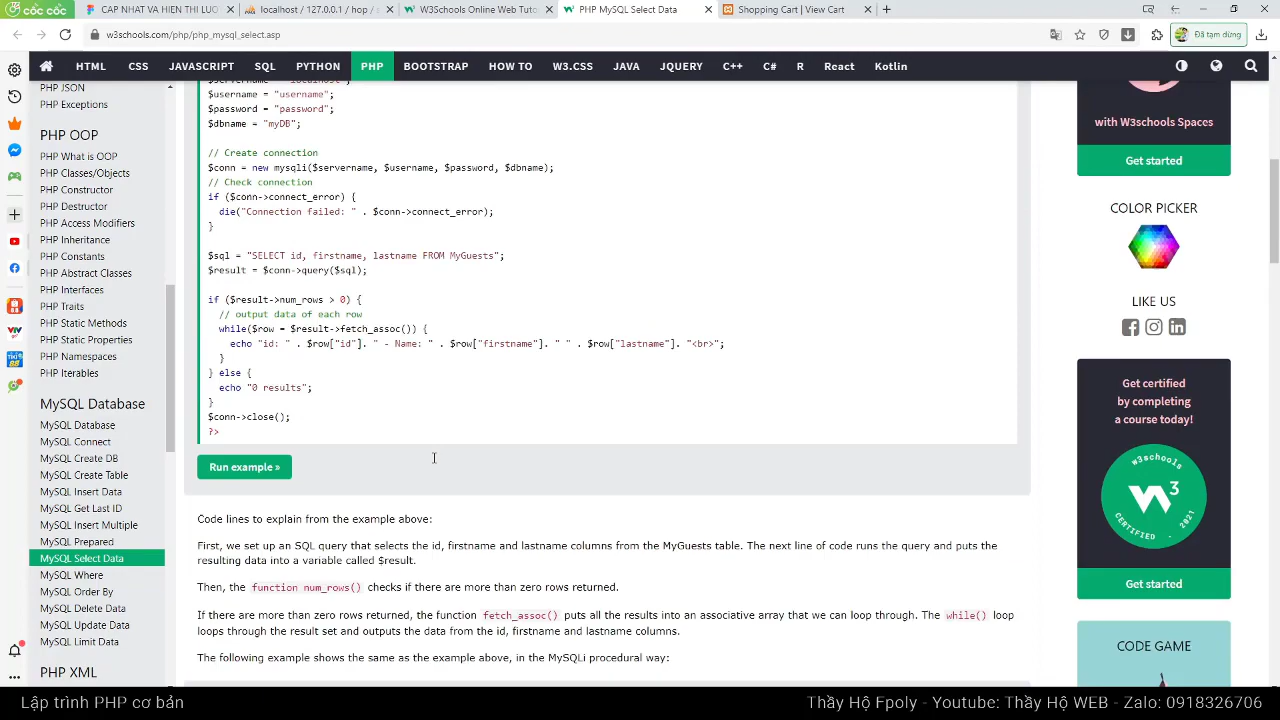 cốc cốc
CAP NHAT VA HIEN THI LUO
localhost / 127.0.0.1 / hop / s
W3Schools Online Web Tuto
PHP MySQL Select Data
Shopping Cart | View Cart
w3schools.com/php/php_mysql_select.asp
Đã tạm dừng
HTML CSS JAVASCRIPT SQL PYTHON PHP BOOTSTRAP HOW TO W3.CSS JAVA JQUERY C++ C# R React Kotlin
PHP JSON
PHP Exceptions
PHP OOP
PHP What is OOP
PHP Classes/Objects
PHP Constructor
PHP Destructor
PHP Access Modifiers
PHP Inheritance
PHP Constants
PHP Abstract Classes
PHP Interfaces
PHP Traits
PHP Static Methods
PHP Static Properties
PHP Namespaces
PHP Iterables
MySQL Database
MySQL Database
MySQL Connect
MySQL Create DB
MySQL Create Table
MySQL Insert Data
MySQL Get Last ID
MySQL Insert Multiple
MySQL Prepared
MySQL Select Data
MySQL Where
MySQL Order By
MySQL Delete Data
MySQL Update Data
MySQL Limit Data
PHP XML
$servername = "localhost";
$username = "username";
$password = "password";
$dbname = "myDB";
// Create connection
$conn = new mysqli($servername, $username, $password, $dbname);
// Check connection
if ($conn->connect_error) {
die("Connection failed: " . $conn->connect_error);
}
$sql = "SELECT id, firstname, lastname FROM MyGuests";
$result = $conn->query($sql);
if ($result->num_rows > 0) {
// output data of each row
while($row = $result->fetch_assoc()) {
echo "id: " . $row["id"]. " - Name: " . $row["firstname"]. " " . $row["lastname"]. "<br>";
}
} else {
echo "0 results";
}
$conn->close();
?>
Run example »
Code lines to explain from the example above:
First, we set up an SQL query that selects the id, firstname and lastname columns from the MyGuests table. The next line of code runs the query and puts the
resulting data into a variable called $result.
Then, the function num_rows() checks if there are more than zero rows returned.
If there are more than zero rows returned, the function fetch_assoc() puts all the results into an associative array that we can loop through. The while() loop
loops through the result set and outputs the data from the id, firstname and lastname columns.
The following example shows the same as the example above, in the MySQLi procedural way:
with W3schools Spaces
Get started
COLOR PICKER
LIKE US
Get certified
by completing
a course today!
w3schools
W3
CERTIFIED . 2021
Get started
CODE GAME
Lập trình PHP cơ bản
Thầy Hộ Fpoly - Youtube: Thầy Hộ WEB - Zalo: 0918326706